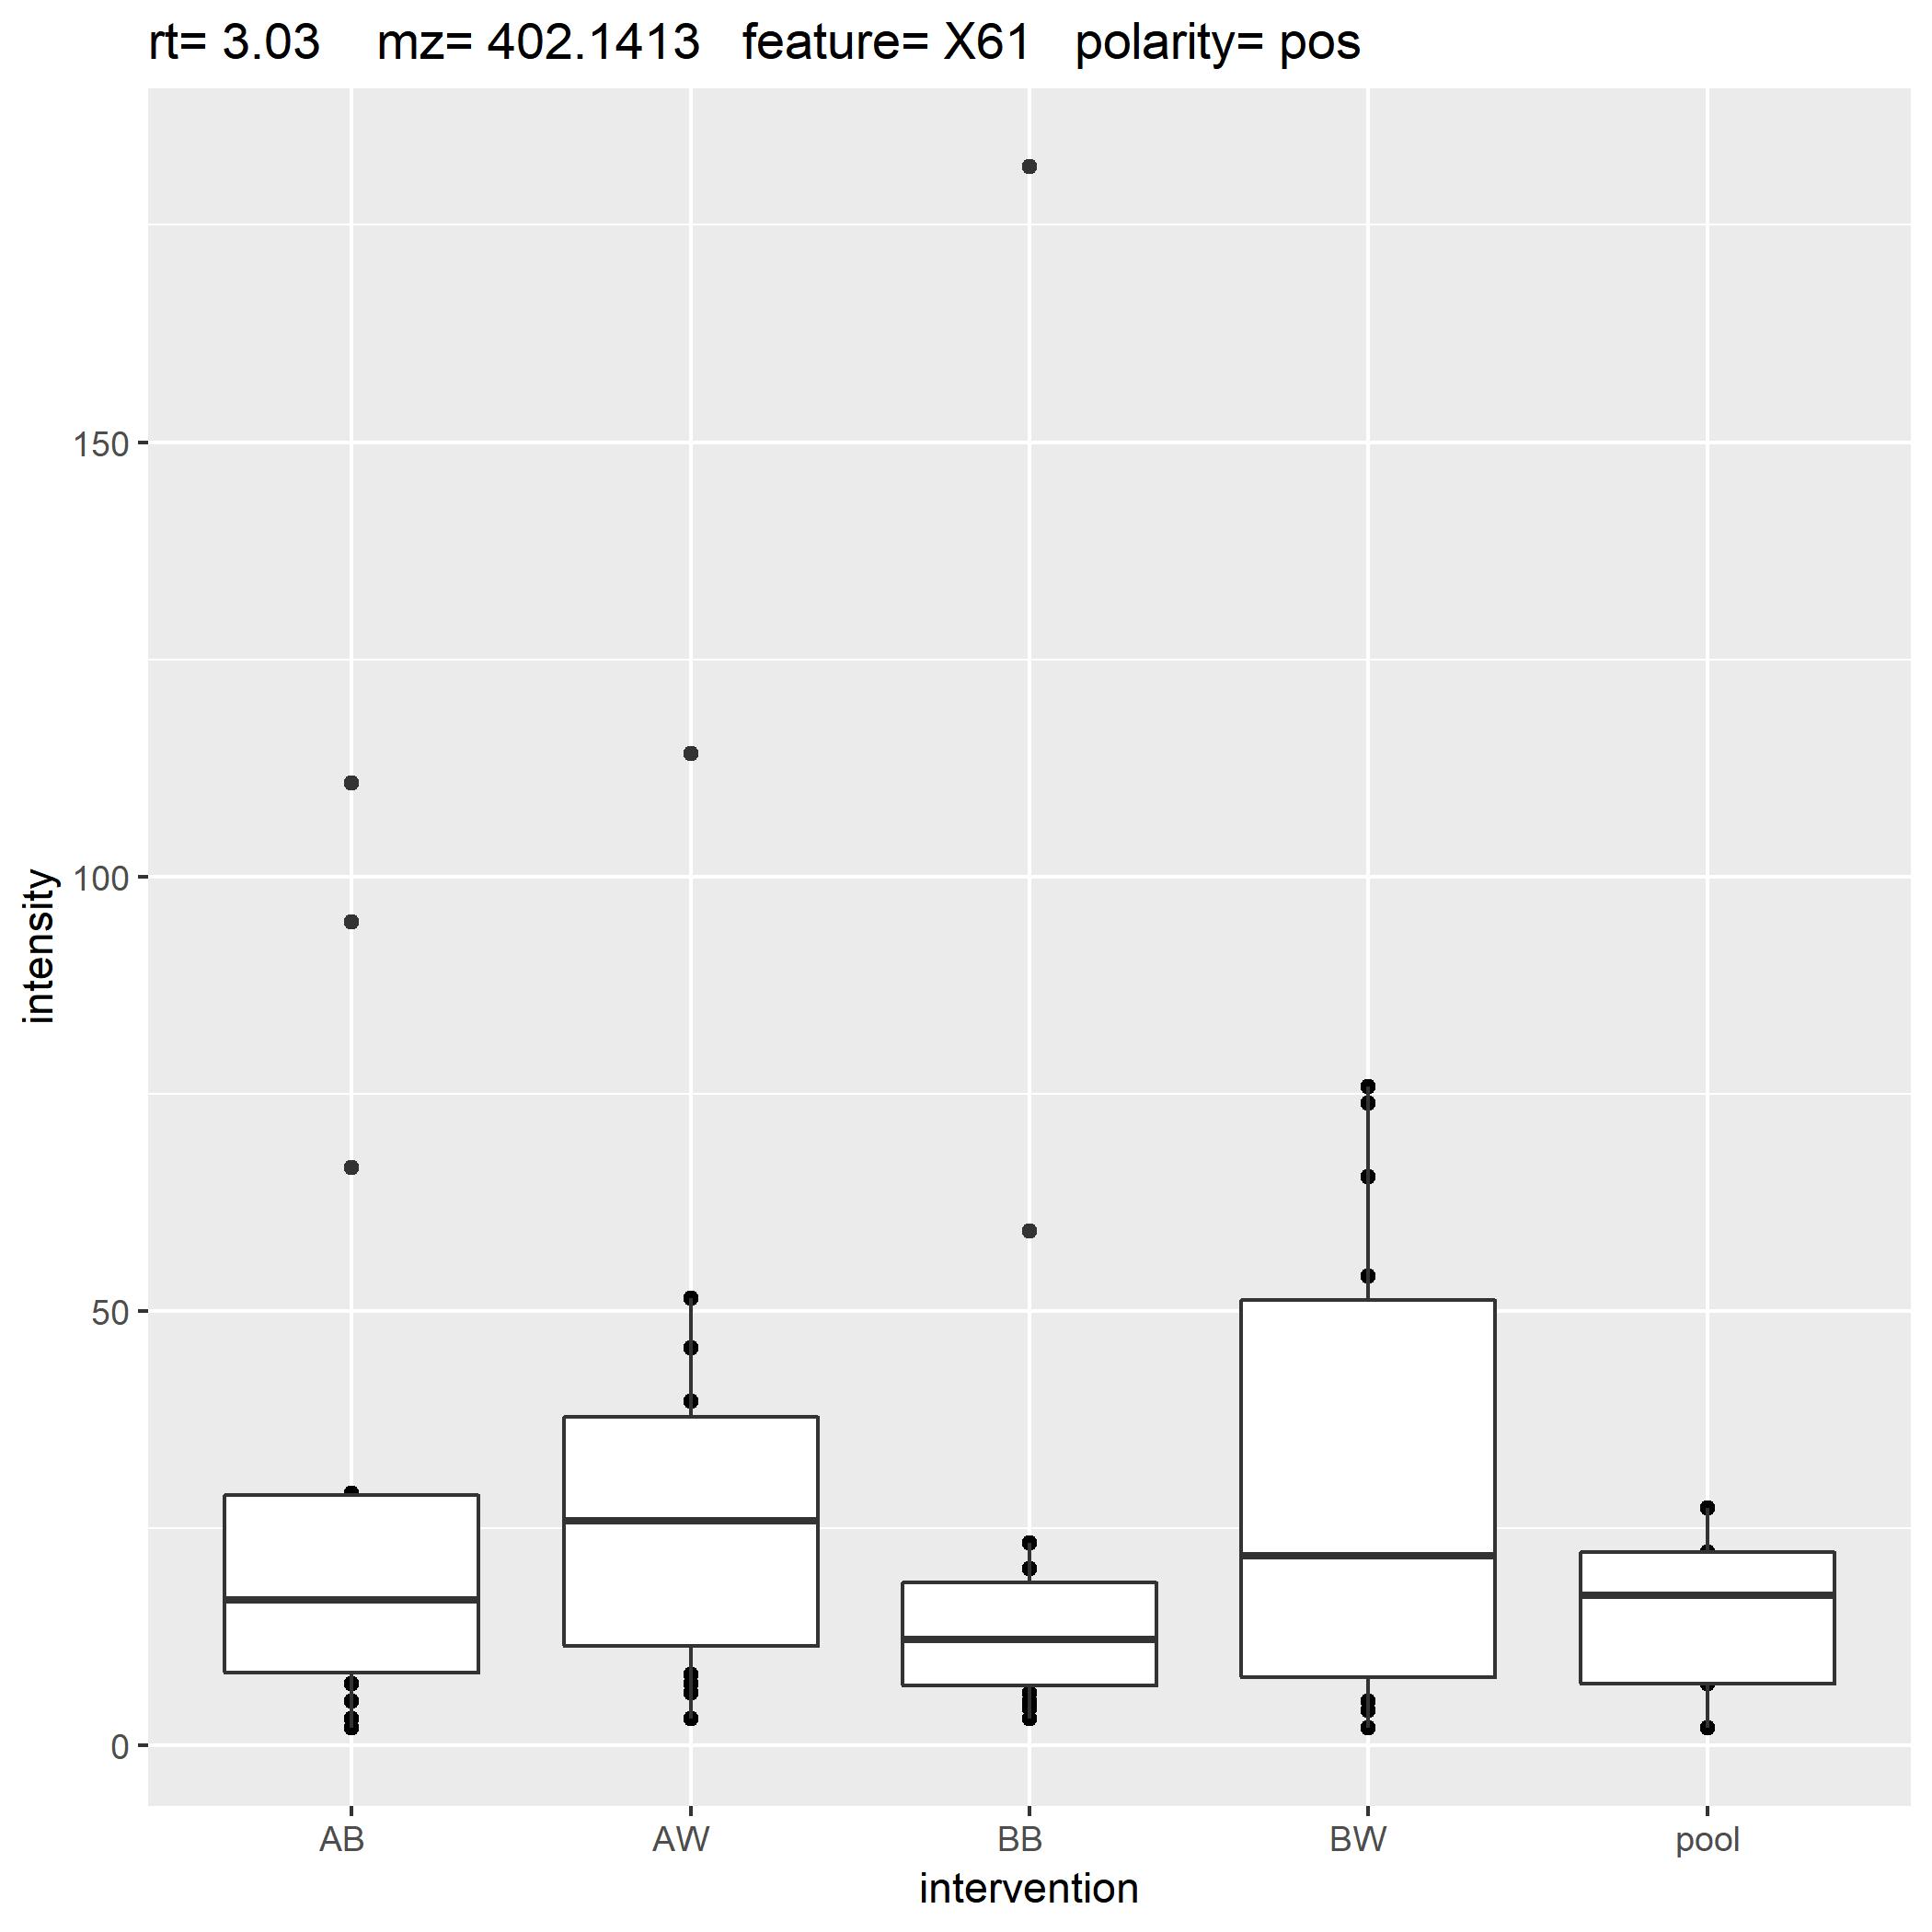 rt= 3.03 mz= 402.1413 feature= X61 polarity= pos
intensity
150
100
50
0
AB AW BB BW pool
intervention